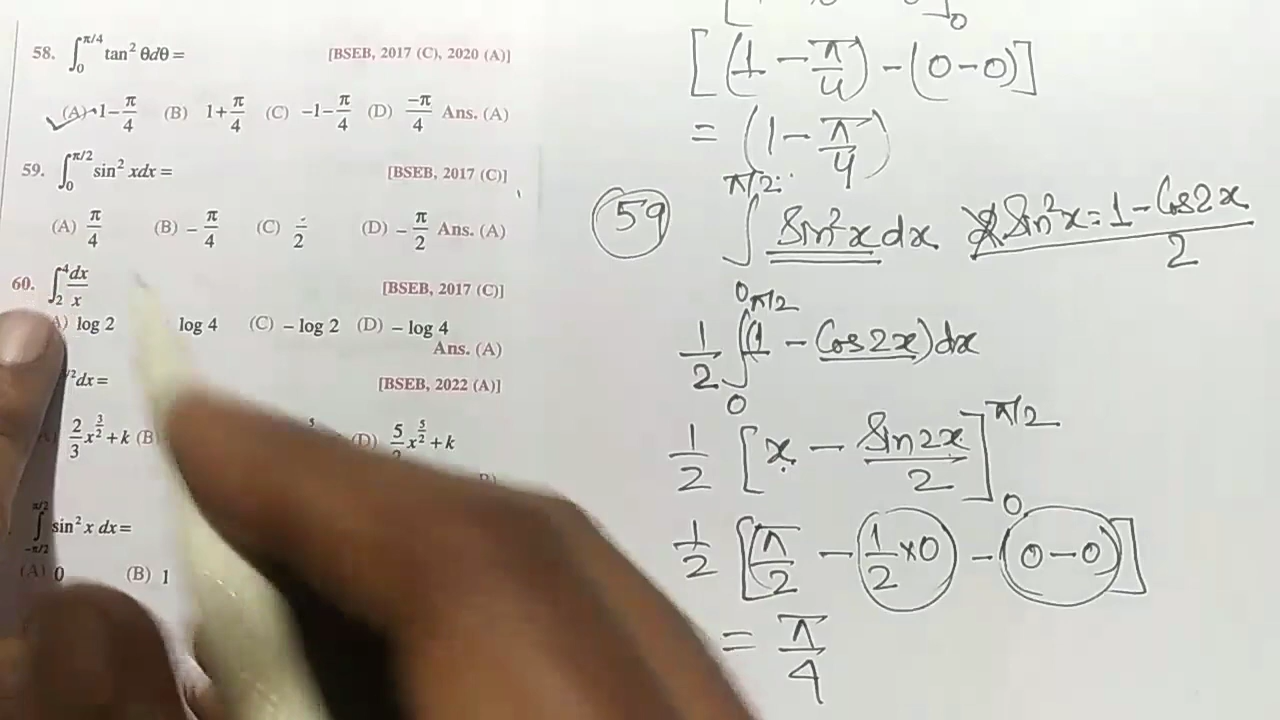 58. ∫₀^{π/4} tan² θdθ = [BSEB, 2017 (C), 2020 (A)]
(A) 1 − π/4 (B) 1 + π/4 (C) −1 − π/4 (D) −π/4 Ans. (A)
59. ∫₀^{π/2} sin² xdx = [BSEB, 2017 (C)]
(A) π/4 (B) − π/4 (C) /2 (D) − π/2 Ans. (A)
60. ∫₂⁴ dx/x [BSEB, 2017 (C)]
) log 2 log 4 (C) − log 2 (D) − log 4
Ans. (A)
dx = [BSEB, 2022 (A)]
2/3 x^{3/2} + k (B) (D) 5/2 x^{5/2} + k
∫_{−π/2}^{π/2} sin² x dx =
(A) 0 (B) 1
[(1 − π/4) − (0 − 0)]
= (1 − π/4)
59 ∫₀^{π/2} Sin²x dx Sin²x = (1 − Cos2x)/2
1/2 ∫₀^{π/2} (1 − Cos2x) dx
1/2 [x − Sin2x/2]₀^{π/2}
1/2 [π/2 − 1/2 × 0 − (0 − 0)]
= π/4